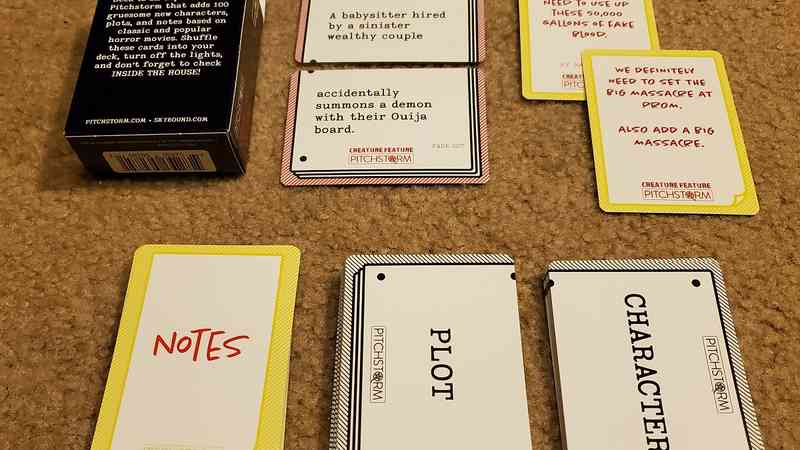 Pitchstorm that adds 100
gruesome new characters,
plots, and notes based on
classic and popular
horror movies. Shuffle
these cards into your
deck, turn off the lights,
and don't forget to check
INSIDE THE HOUSE!
PITCHSTORM.COM • SKYBOUND.COM
A babysitter hired
by a sinister
wealthy couple
accidentally
summons a demon
with their Ouija
board.
FADE OUT
CREATURE FEATURE
PITCHSTORM
NEED TO USE UP
THESE 50,000
GALLONS OF FAKE
BLOOD.
WE DEFINITELY
NEED TO SET THE
BIG MASSACRE AT
PROM.
ALSO ADD A BIG
MASSACRE.
CREATURE FEATURE
PITCHSTORM
NOTES
PITCHSTORM
PLOT
CHARACTER
PITCHSTORM